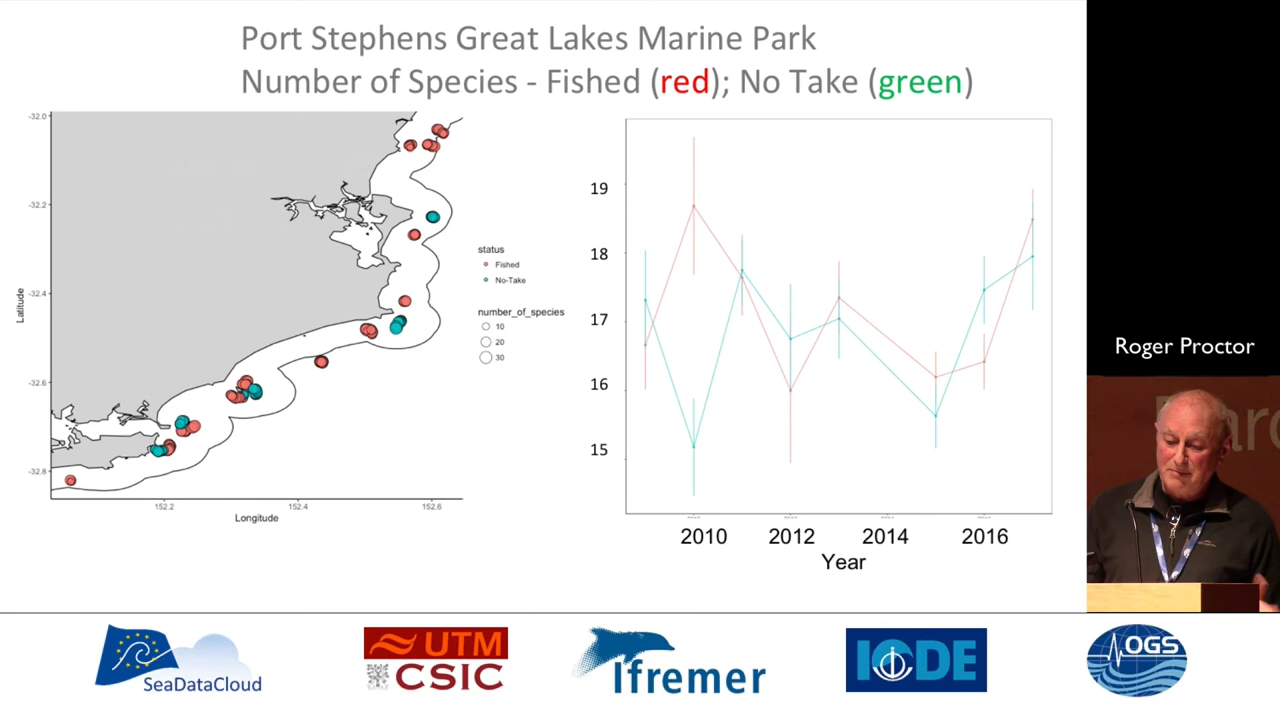 Port Stephens Great Lakes Marine Park
Number of Species - Fished (red); No Take (green)
-32.0
-32.2
-32.4
-32.6
-32.8
Latitude
152.2
152.4
152.6
Longitude
status
Fished
No-Take
number_of_species
10
20
30
19
18
17
16
15
2010
2012
2014
2016
Year
Roger Proctor
SeaDataCloud
UTM
CSIC
Ifremer
IODE
OGS